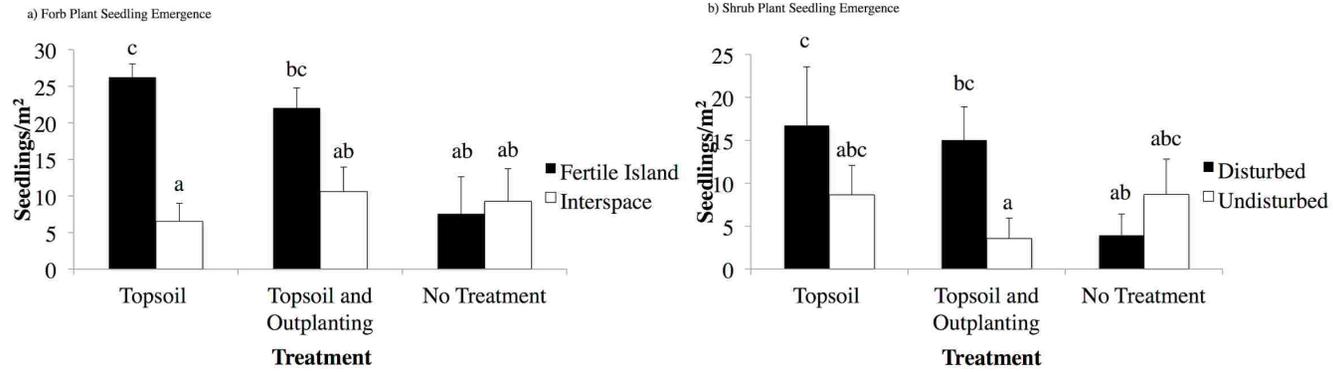 a) Forb Plant Seedling Emergence
30
25
20
15
10
5
0
Seedlings/m²
c
a
bc
ab
ab
ab
Fertile Island
Interspace
Topsoil
Topsoil and
Outplanting
No Treatment
Treatment
b) Shrub Plant Seedling Emergence
25
20
15
10
5
0
Seedlings/m²
c
abc
bc
a
ab
abc
Disturbed
Undisturbed
Topsoil
Topsoil and
Outplanting
No Treatment
Treatment